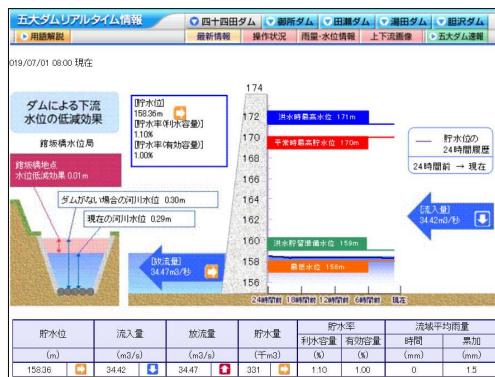 五大ダムリアルタイム情報
四十四田ダム
御所ダム
田瀬ダム
湯田ダム
胆沢ダム
用語解説
最新情報
操作状況
雨量・水位情報
上下流画像
五大ダム速報
019/07/01 08:00 現在
ダムによる下流
水位の低減効果
館坂橋水位局
館坂橋地点
水位低減効果 0.01m
ダムがない場合の河川水位 0.30m
現在の河川水位 0.29m
[貯水位]
158.36m
[貯水率(利水容量)]
1.10%
[貯水率(有効容量)]
1.00%
[放流量]
34.47m3/秒
174
172
170
168
166
164
162
160
158
156
洪水時最高水位 171m
平常時最高貯水位 170m
洪水貯留準備水位 159m
最低水位 158m
24時間前 18時間前 12時間前 6時間前 現在
貯水位の
24時間履歴
24時間前 → 現在
[流入量]
34.42m3/秒
貯水位 流入量 放流量 貯水量 貯水率 流域平均雨量
利水容量 有効容量 時間 累加
(m) (m3/s) (m3/s) (千m3) (%) (%) (mm) (mm)
158.36 34.42 34.47 331 1.10 1.00 0 1.5